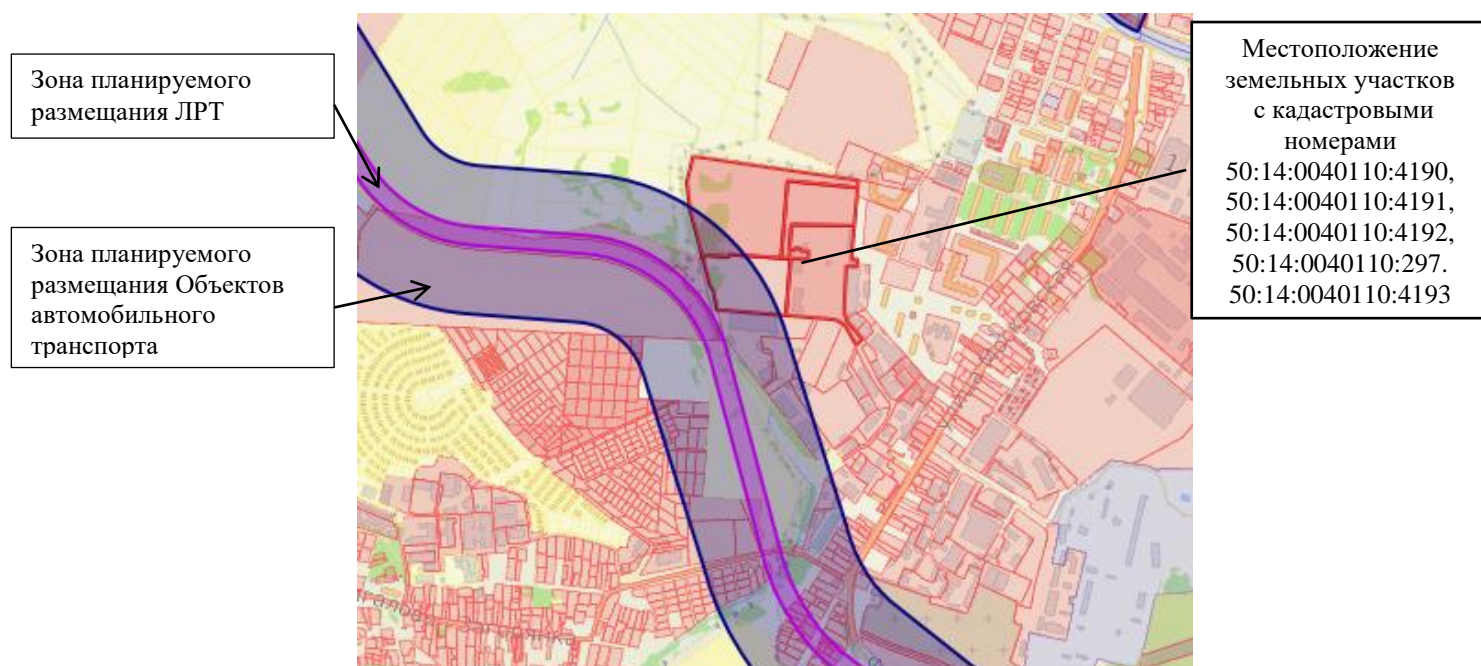 Зона планируемого
размещания ЛРТ
Зона планируемого
размещания Объектов
автомобильного
транспорта
Местоположение
земельных участков
с кадастровыми
номерами
50:14:0040110:4190,
50:14:0040110:4191,
50:14:0040110:4192,
50:14:0040110:297.
50:14:0040110:4193